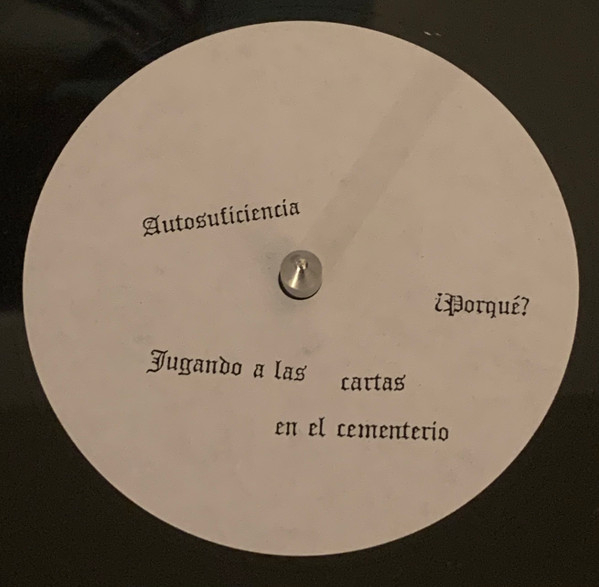 Autosuficiencia
¿Porqué?
Jugando a las cartas
en el cementerio